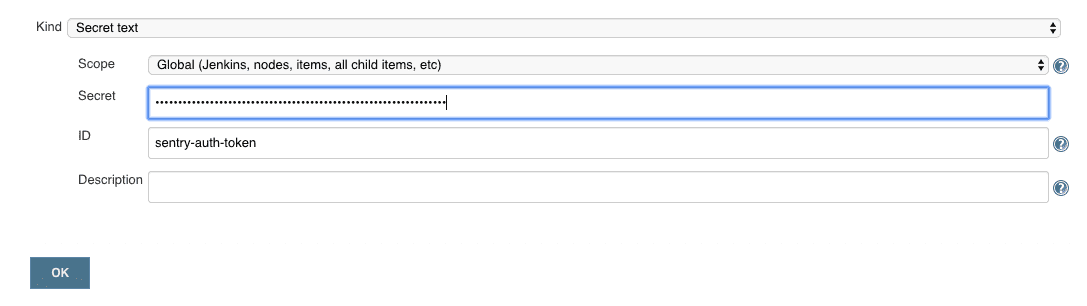 Kind Secret text
Scope Global (Jenkins, nodes, items, all child items, etc)
Secret ••••••••••••••••••••••••••••••••••••••••••••••••••••••••••••••••
ID sentry-auth-token
Description
OK